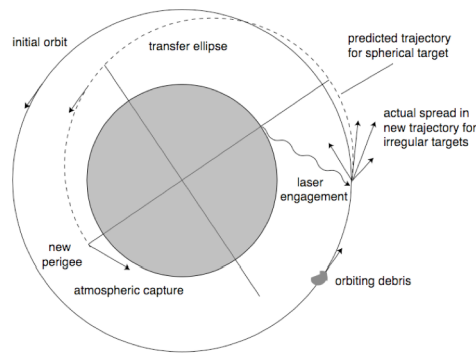 initial orbit
transfer ellipse
predicted trajectory
for spherical target
actual spread in
new trajectory for
irregular targets
laser
engagement
new
perigee
atmospheric capture
orbiting debris